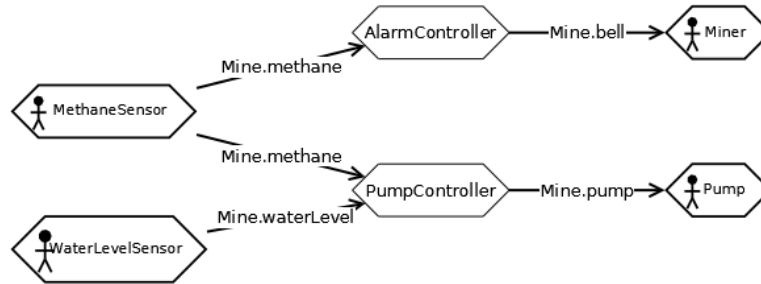 AlarmController
Mine.bell
Miner
Mine.methane
MethaneSensor
Mine.methane
PumpController
Mine.pump
Pump
Mine.waterLevel
WaterLevelSensor